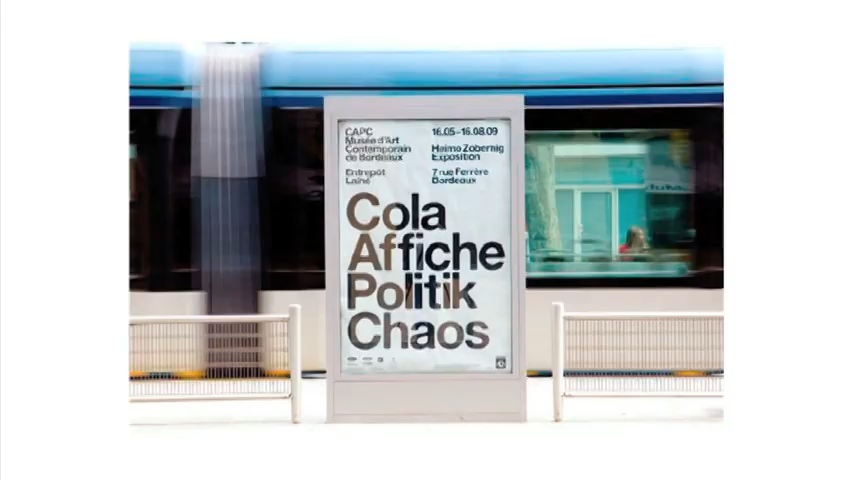 CAPC
Musée d'Art
Contemporain
de Bordeaux
Entrepôt
Lainé
16.05–16.08.09
Heimo Zobernig
Exposition
7 rue Ferrère
Bordeaux
Cola
Affiche
Politik
Chaos